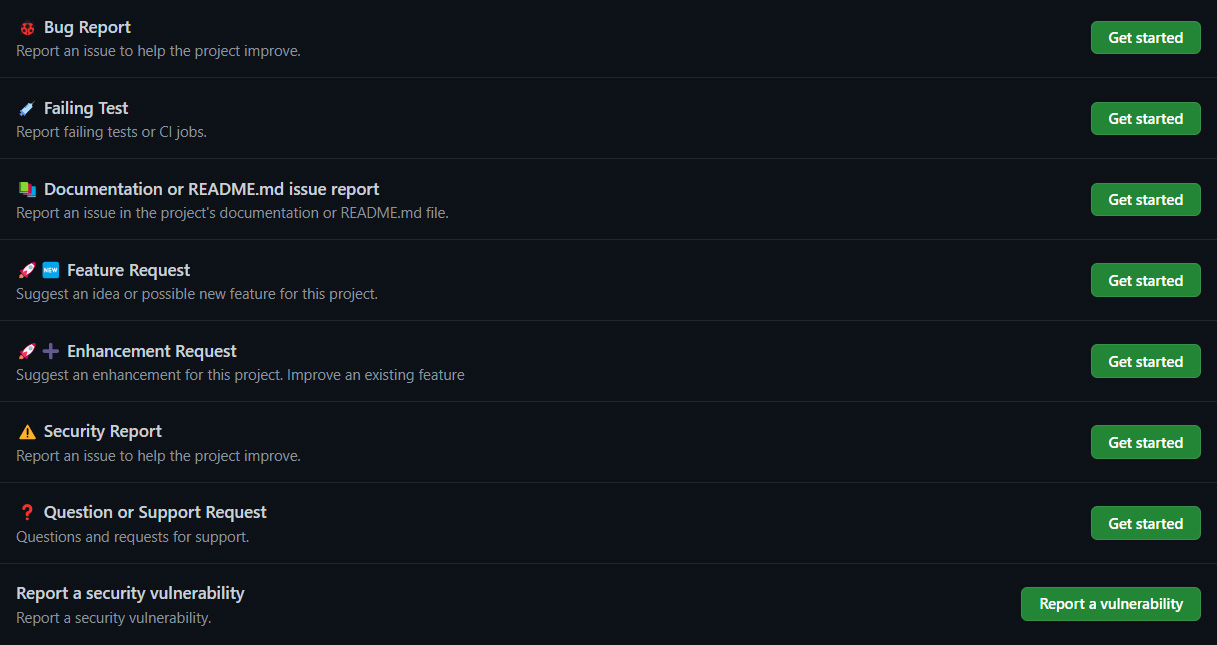 🐞 Bug Report
Get started
Report an issue to help the project improve.
💉 Failing Test
Get started
Report failing tests or CI jobs.
📚 Documentation or README.md issue report
Get started
Report an issue in the project's documentation or README.md file.
🚀🆕 Feature Request
Get started
Suggest an idea or possible new feature for this project.
🚀➕ Enhancement Request
Get started
Suggest an enhancement for this project. Improve an existing feature
⚠️ Security Report
Get started
Report an issue to help the project improve.
❓ Question or Support Request
Get started
Questions and requests for support.
Report a security vulnerability
Report a vulnerability
Report a security vulnerability.